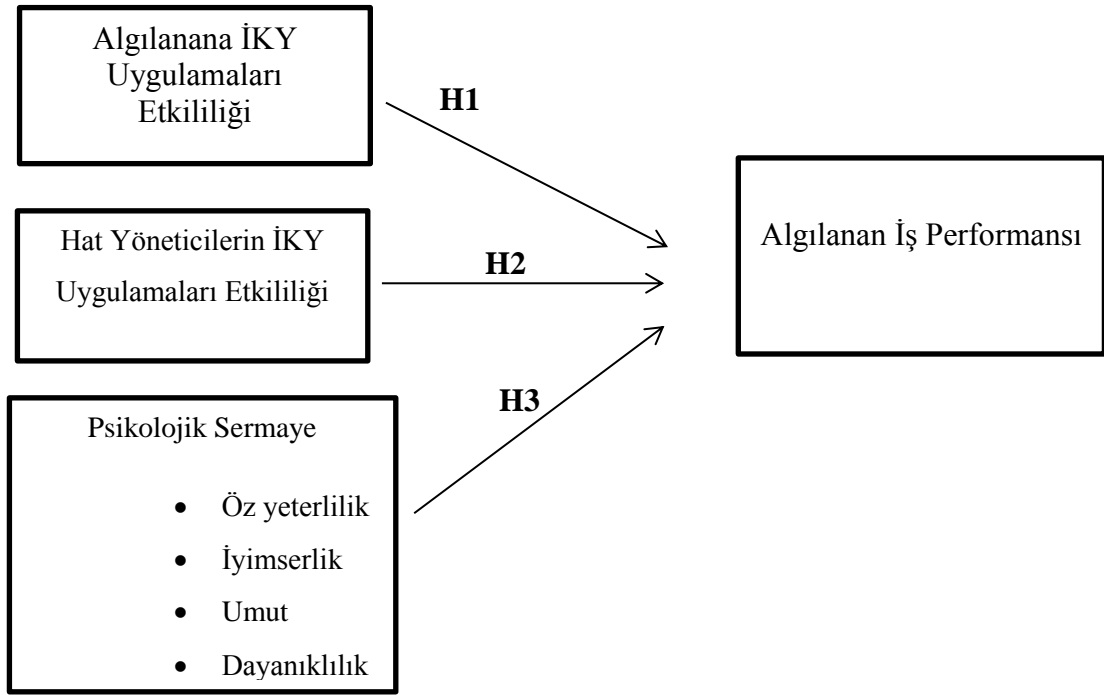 Algılanana İKY
Uygulamaları
Etkililiği
H1
Hat Yöneticilerin İKY
Uygulamaları Etkililiği
H2
Algılanan İş Performansı
Psikolojik Sermaye
• Öz yeterlilik
• İyimserlik
• Umut
• Dayanıklılık
H3